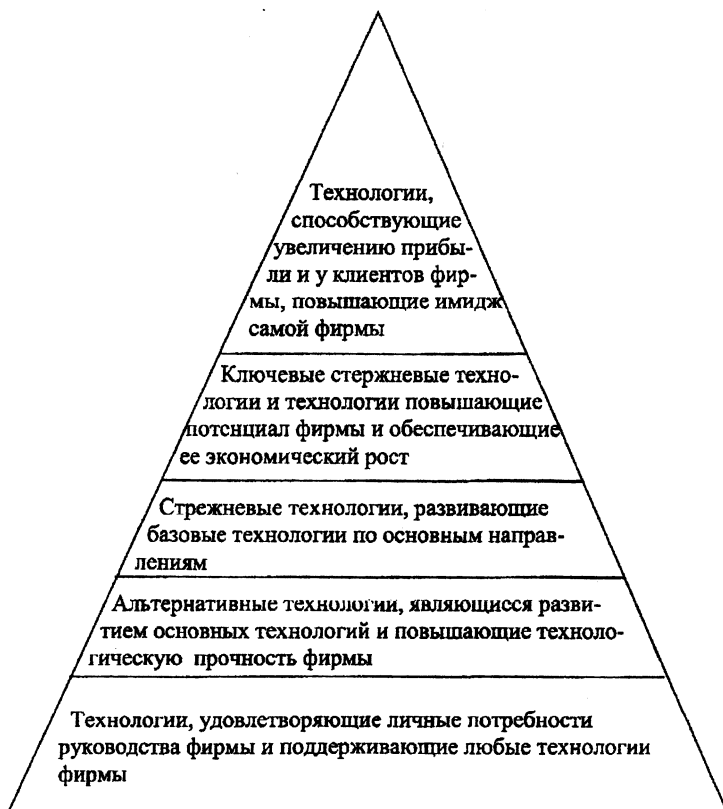 Технологии,
способствующие
увеличению прибы-
ли и у клиентов фир-
мы, повышающие имидж
самой фирмы
Ключевые стержневые техно-
логии и технологии повышающие
потенциал фирмы и обеспечивающие
ее экономический рост
Стрежневые технологии, развивающие
базовые технологии по основным направ-
лениям
Альтернативные технологии, являющиеся разви-
тием основных технологий и повышающие техноло-
гическую прочность фирмы
Технологии, удовлетворяющие личные потребности
руководства фирмы и поддерживающие любые технологии
фирмы